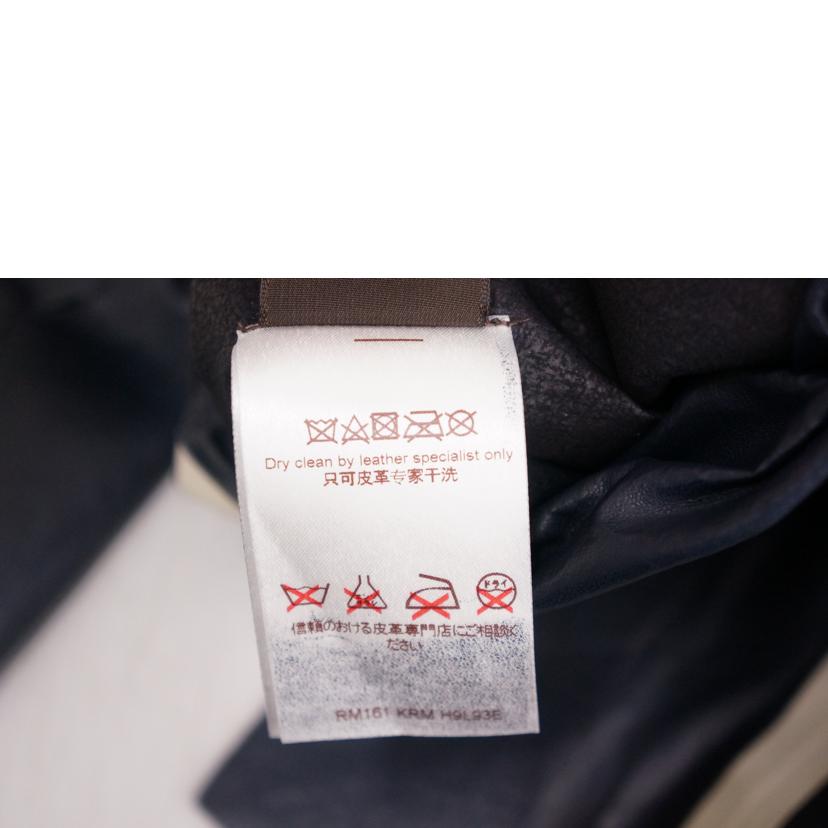 Dry clean by leather specialist only
只可皮革专家干洗
ドライ
信頼のおける皮革専門店にご相談く
ださい
RM161 KRM H9L93E